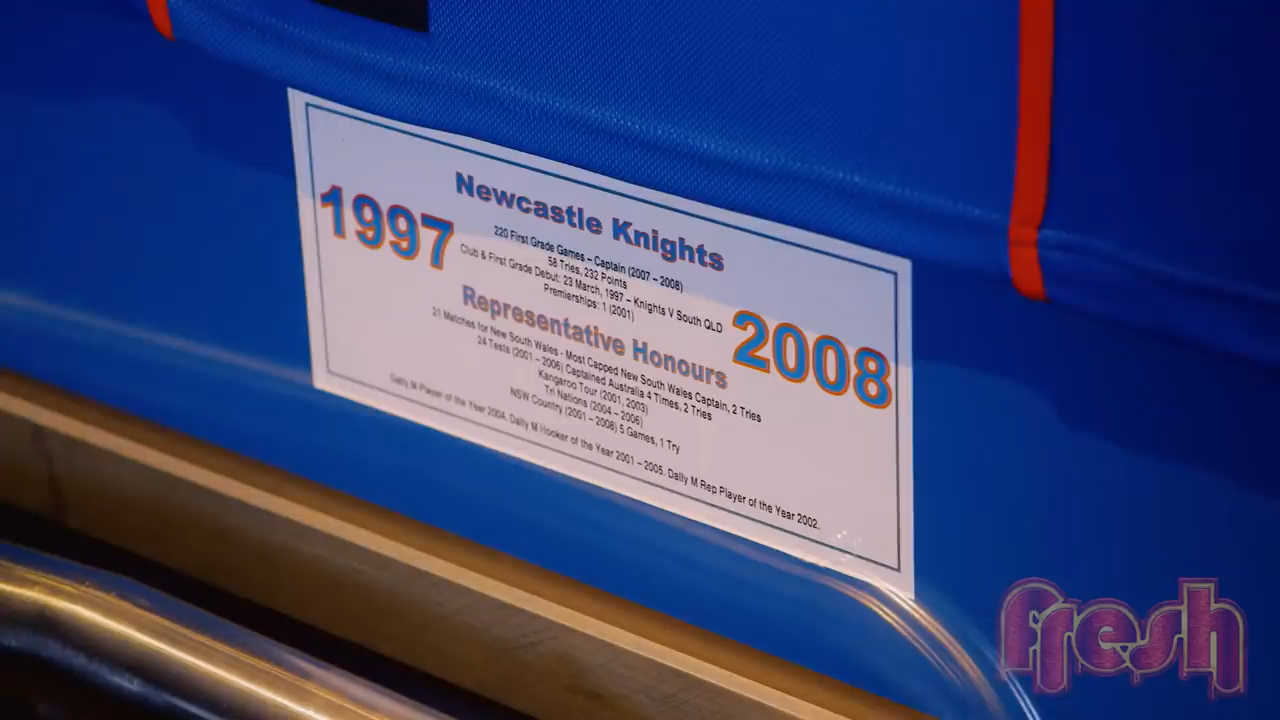 Newcastle Knights
1997
220 First Grade Games – Captain (2007 – 2008)
58 Tries, 232 Points
Club & First Grade Debut: 23 March, 1997 – Knights V South QLD
Premierships: 1 (2001)
2008
Representative Honours
21 Matches for New South Wales - Most Capped New South Wales Captain, 2 Tries
24 Tests (2001 – 2006) Captained Australia 4 Times, 2 Tries
Kangaroo Tour (2001, 2003)
Tri Nations (2004 – 2006)
NSW Country (2001 – 2008) 5 Games, 1 Try
Dally M Player of the Year 2004, Dally M Hooker of the Year 2001 – 2005, Dally M Rep Player of the Year 2002.
fresh